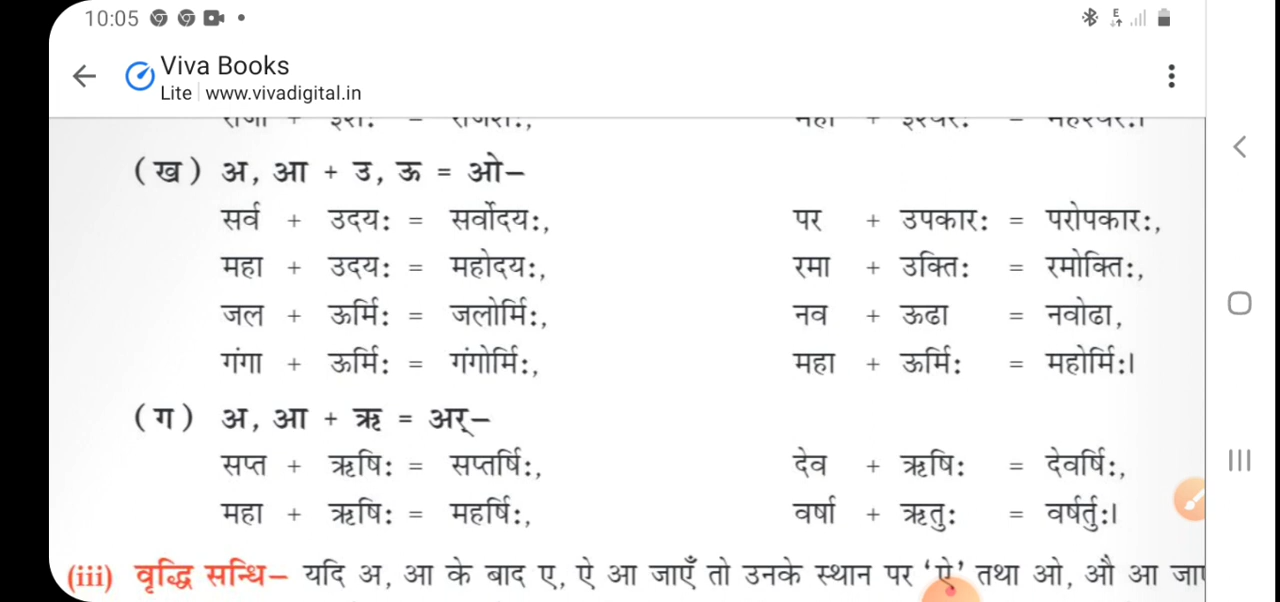 10:05
Viva Books
Lite www.vivadigital.in
(ख) अ, आ + उ, ऊ = ओ–
सर्व + उदयः = सर्वोदयः, पर + उपकारः = परोपकारः,
महा + उदयः = महोदयः, रमा + उक्तिः = रमोक्तिः,
जल + ऊर्मिः = जलोर्मिः, नव + ऊढा = नवोढा,
गंगा + ऊर्मिः = गंगोर्मिः, महा + ऊर्मिः = महोर्मिः।
(ग) अ, आ + ऋ = अर्–
सप्त + ऋषिः = सप्तर्षिः, देव + ऋषिः = देवर्षिः,
महा + ऋषिः = महर्षिः, वर्षा + ऋतुः = वर्षर्तुः।
(iii) वृद्धि सन्धि– यदि अ, आ के बाद ए, ऐ आ जाएँ तो उनके स्थान पर ‘ऐ’ तथा ओ, औ आ